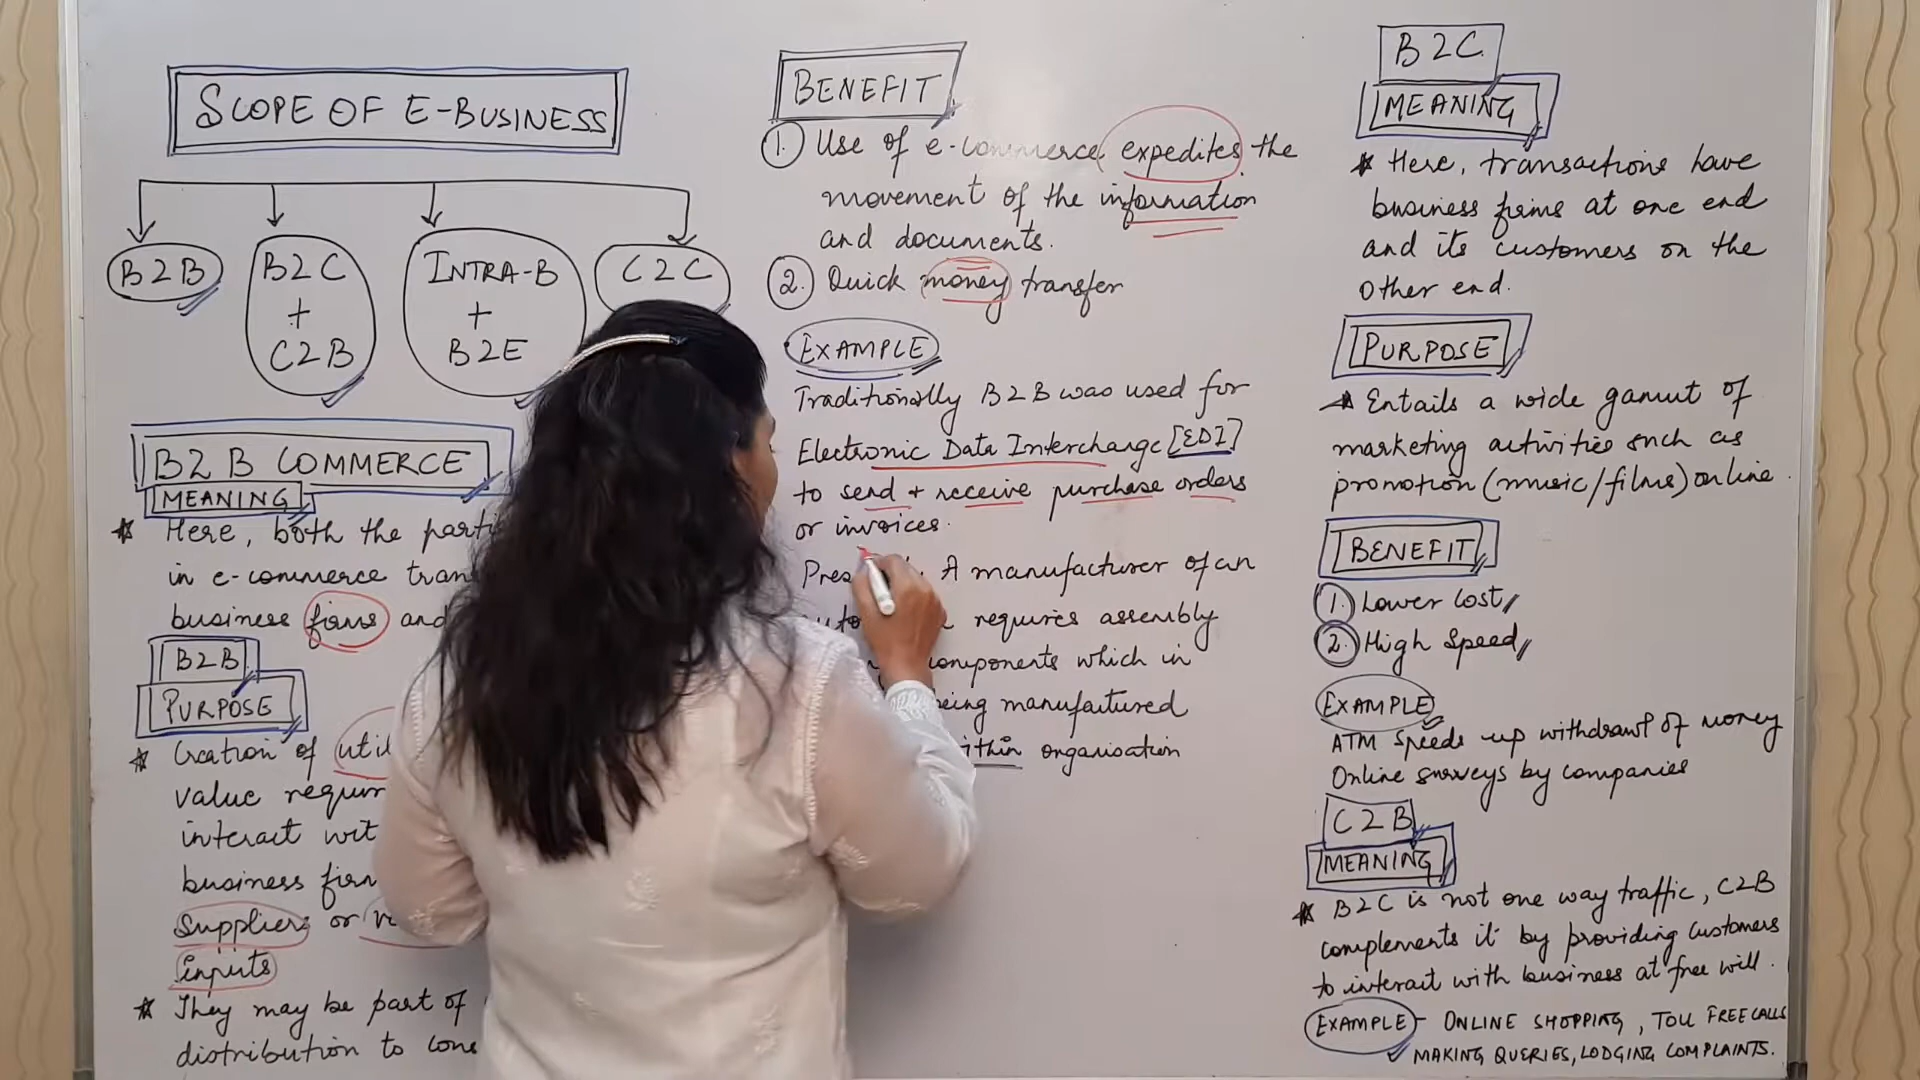 SCOPE OF E-BUSINESS
B2B
B2C
+
C2B
INTRA-B
+
B2E
C2C
B2B COMMERCE
MEANING
Here, both the parti
in e-commerce tran
business firms and
B2B
PURPOSE
Creation of util
value requir
interact wit
business firm
Suppliers or
inputs
They may be part of
distribution to cons
BENEFIT
1. Use of e-commerce expedites the
movement of the information
and documents.
2. Quick money transfer
EXAMPLE
Traditionally B2B was used for
Electronic Data Interchange [EDI]
to send + receive purchase orders
or invoices.
Pres A manufacturer of an
requires assembly
components which in
being manufactured
within organisation
B2C
MEANING
Here, transactions have
business firms at one end
and its customers on the
other end.
PURPOSE
Entails a wide gamut of
marketing activities such as
promotion (music/films) online.
BENEFIT
1. Lower Cost
2. High Speed
EXAMPLE
ATM speeds up withdrawl of money
Online surveys by companies
C2B
MEANING
B2C is not one way traffic, C2B
complements it by providing customers
to interact with business at free will.
EXAMPLE - ONLINE SHOPPING, TOLL FREE CALLS
MAKING QUERIES, LODGING COMPLAINTS.